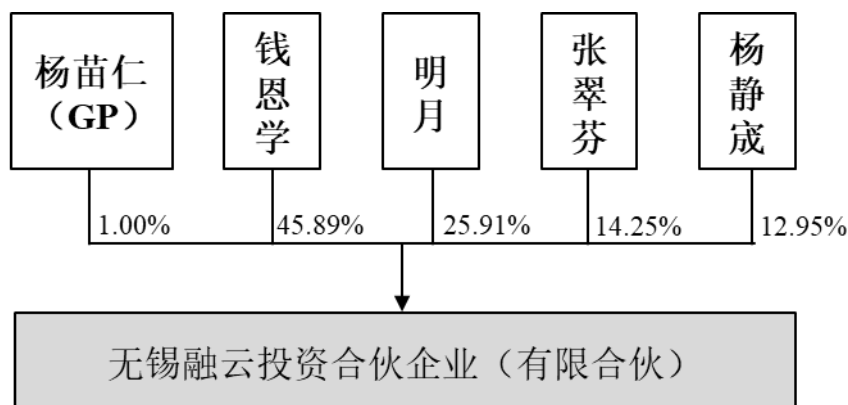 杨苗仁
（GP）
钱恩学
明月
张翠芬
杨静宬
1.00%
45.89%
25.91%
14.25%
12.95%
无锡融云投资合伙企业（有限合伙）